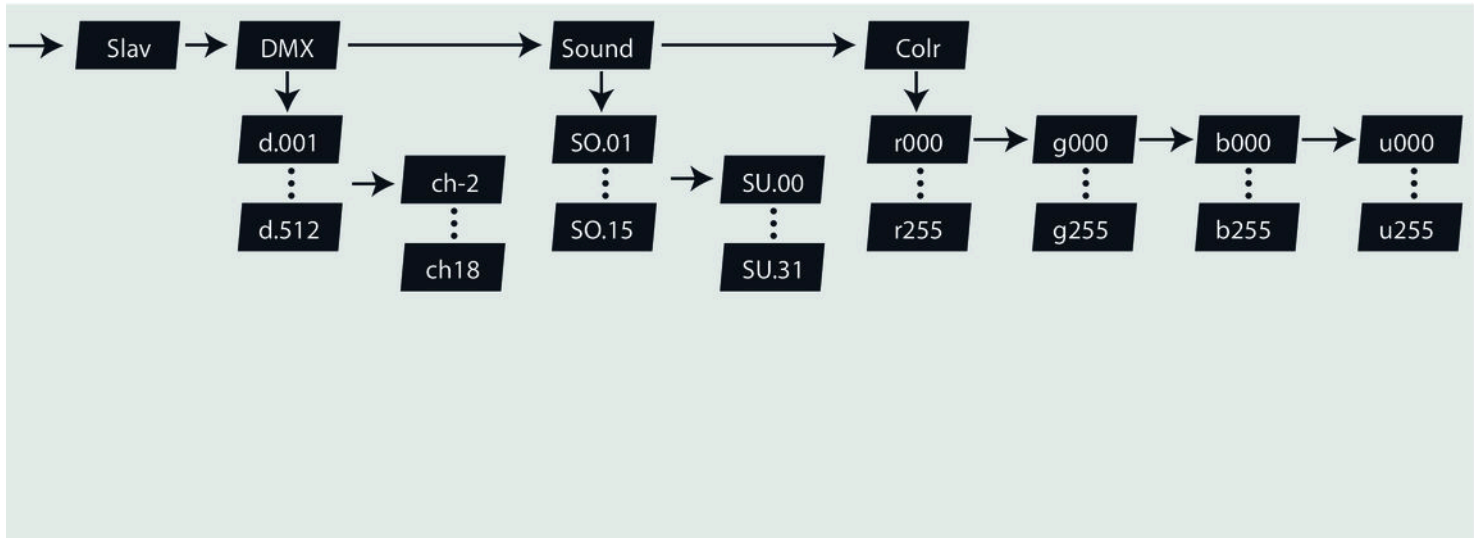 Slav DMX Sound Colr
d.001 SO.01 r000 g000 b000 u000
ch-2 SU.00
d.512 SO.15 r255 g255 b255 u255
ch18 SU.31